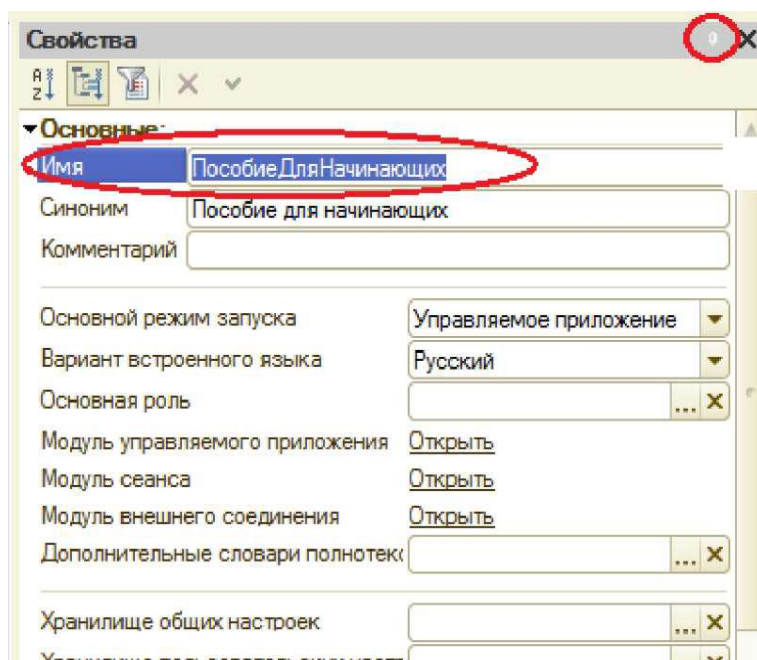 Свойства
Основные:
Имя ПособиеДляНачинающих
Синоним Пособие для начинающих
Комментарий
Основной режим запуска Управляемое приложение
Вариант встроенного языка Русский
Основная роль ... X
Модуль управляемого приложения Открыть
Модуль сеанса Открыть
Модуль внешнего соединения Открыть
Дополнительные словари полнотекс ... X
Хранилище общих настроек ... X